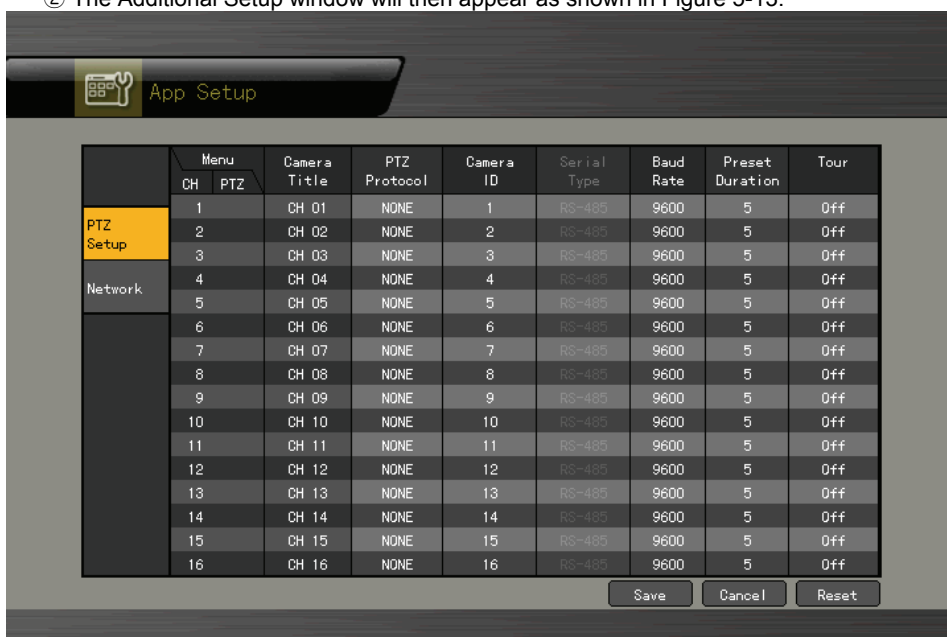 ② The Additional Setup window will then appear as shown in Figure 5-15.
App Setup
Menu Camera PTZ Camera Serial Baud Preset Tour
CH PTZ Title Protocol ID Type Rate Duration
PTZ Setup
Network
1 CH 01 NONE 1 RS-485 9600 5 Off
2 CH 02 NONE 2 RS-485 9600 5 Off
3 CH 03 NONE 3 RS-485 9600 5 Off
4 CH 04 NONE 4 RS-485 9600 5 Off
5 CH 05 NONE 5 RS-485 9600 5 Off
6 CH 06 NONE 6 RS-485 9600 5 Off
7 CH 07 NONE 7 RS-485 9600 5 Off
8 CH 08 NONE 8 RS-485 9600 5 Off
9 CH 09 NONE 9 RS-485 9600 5 Off
10 CH 10 NONE 10 RS-485 9600 5 Off
11 CH 11 NONE 11 RS-485 9600 5 Off
12 CH 12 NONE 12 RS-485 9600 5 Off
13 CH 13 NONE 13 RS-485 9600 5 Off
14 CH 14 NONE 14 RS-485 9600 5 Off
15 CH 15 NONE 15 RS-485 9600 5 Off
16 CH 16 NONE 16 RS-485 9600 5 Off
Save Cancel Reset